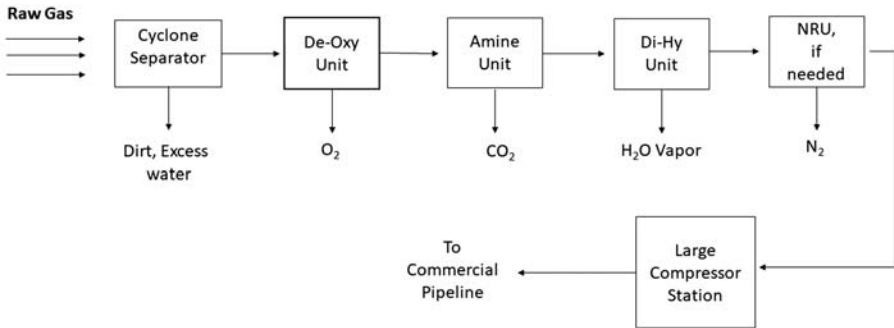 Raw Gas
Cyclone
Separator
De-Oxy
Unit
Amine
Unit
Di-Hy
Unit
NRU,
if
needed
Dirt, Excess
water
O₂
CO₂
H₂O Vapor
N₂
To
Commercial
Pipeline
Large
Compressor
Station